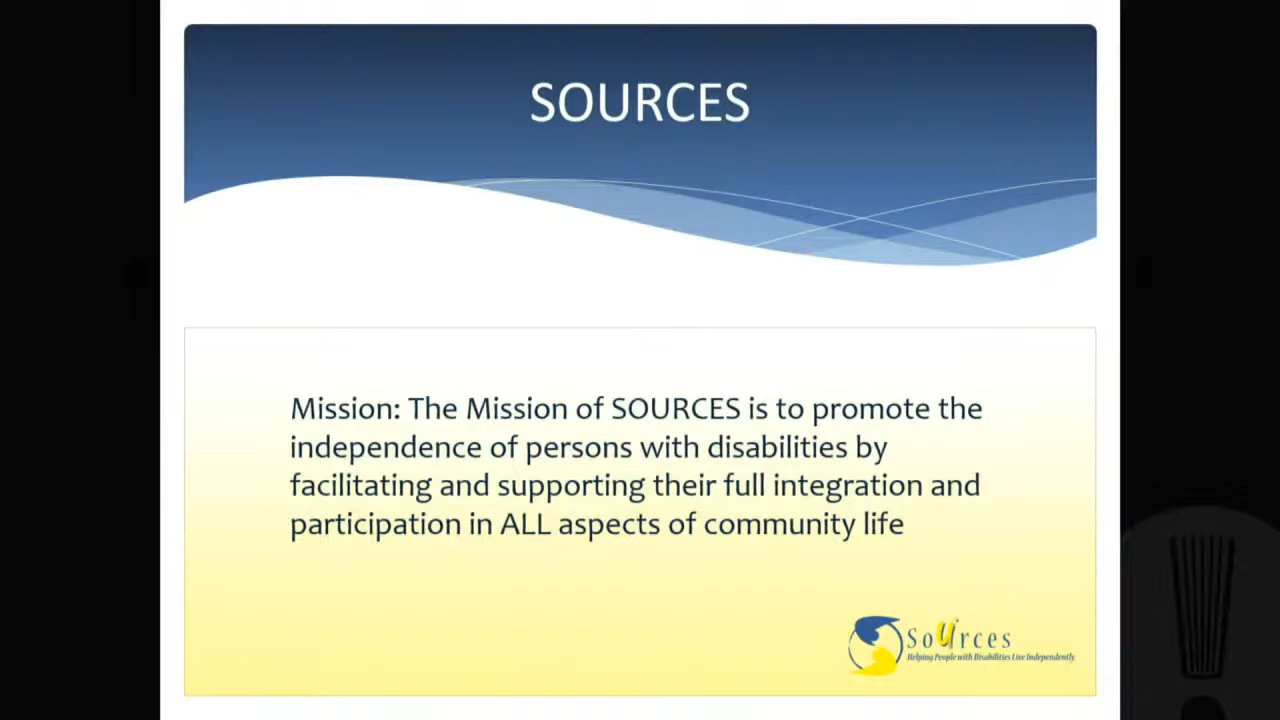 SOURCES
Mission: The Mission of SOURCES is to promote the
independence of persons with disabilities by
facilitating and supporting their full integration and
participation in ALL aspects of community life
Sources
Helping People with Disabilities Live Independently